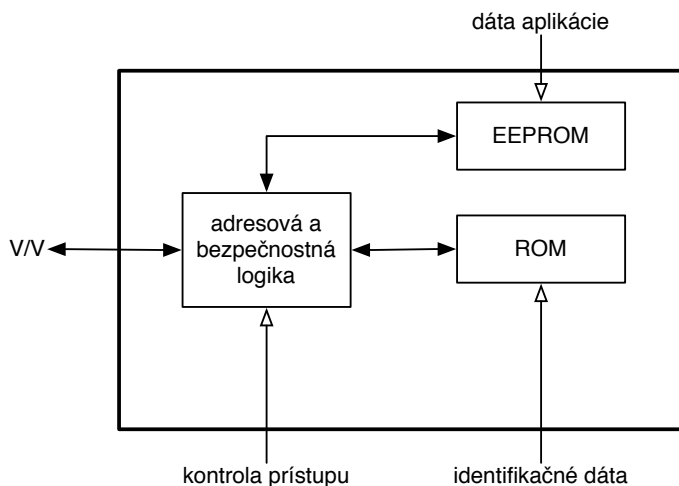 dáta aplikácie
EEPROM
adresová a
bezpečnostná
logika
V/V
ROM
kontrola prístupu
identifikačné dáta